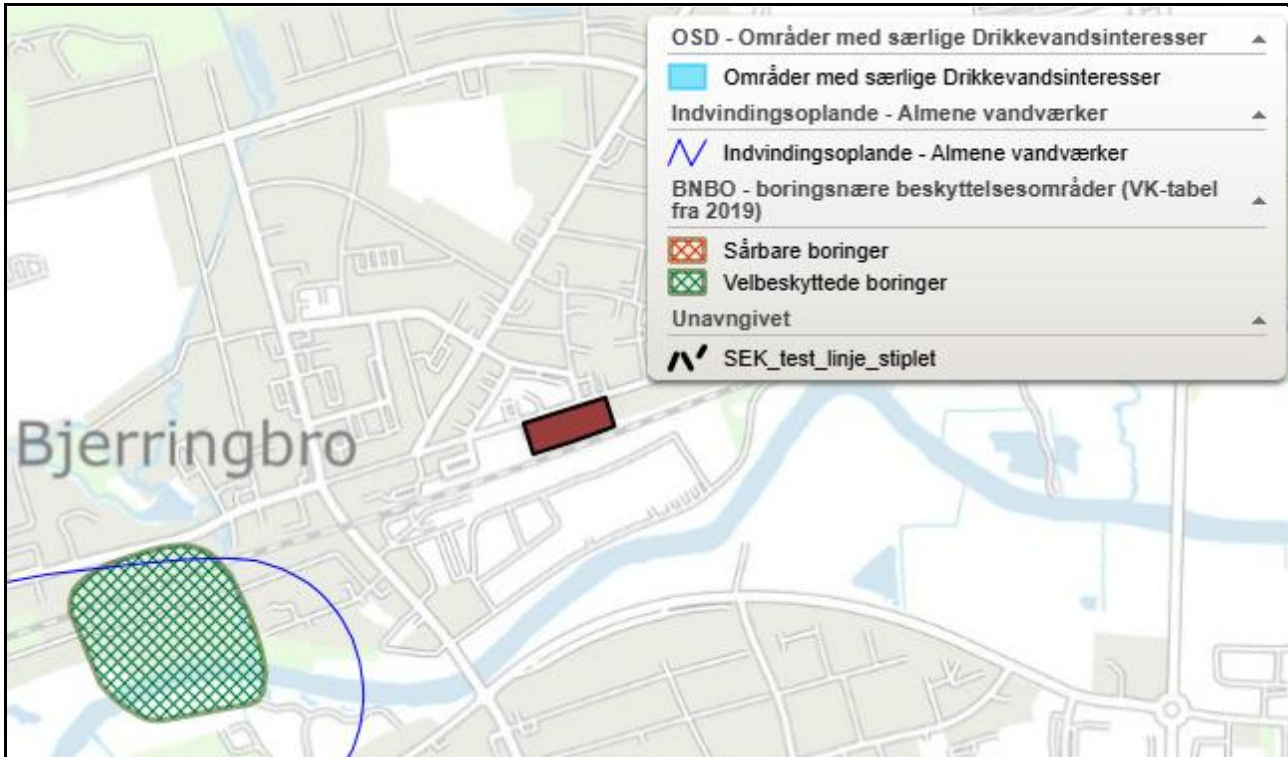 OSD - Områder med særlige Drikkevandsinteresser
Områder med særlige Drikkevandsinteresser
Indvindingsoplande - Almene vandværker
Indvindingsoplande - Almene vandværker
BNBO - boringsnære beskyttelsesområder (VK-tabel
fra 2019)
Sårbare boringer
Velbeskyttede boringer
Unavngivet
SEK_test_linje_stiplet
Bjerringbro